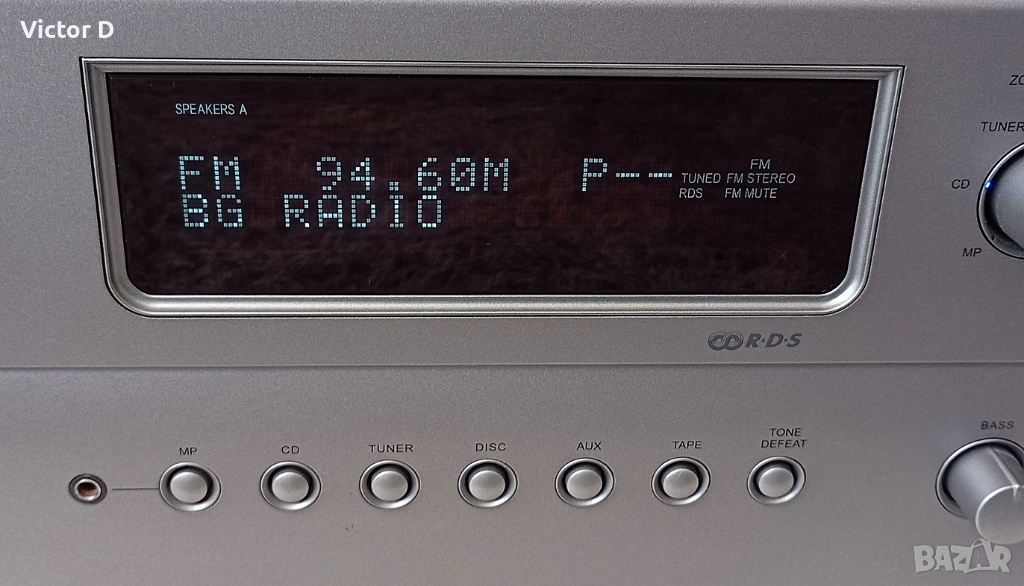 Victor D
SPEAKERS A
FM 94.60M P--
FM
TUNED FM STEREO
RDS FM MUTE
BG RADIO
TUNER
CD
MP
R·D·S
MP CD TUNER DISC AUX TAPE TONE DEFEAT
BASS
BAZAR